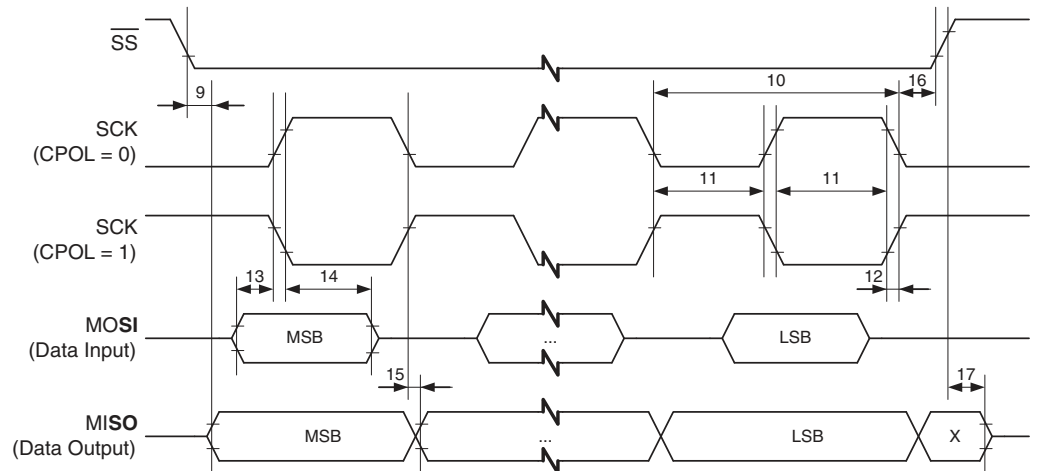 SS
10
16
9
SCK
(CPOL = 0)
11
11
SCK
(CPOL = 1)
13
14
12
MOSI
(Data Input)
MSB
...
LSB
15
17
MISO
(Data Output)
MSB
...
LSB
X